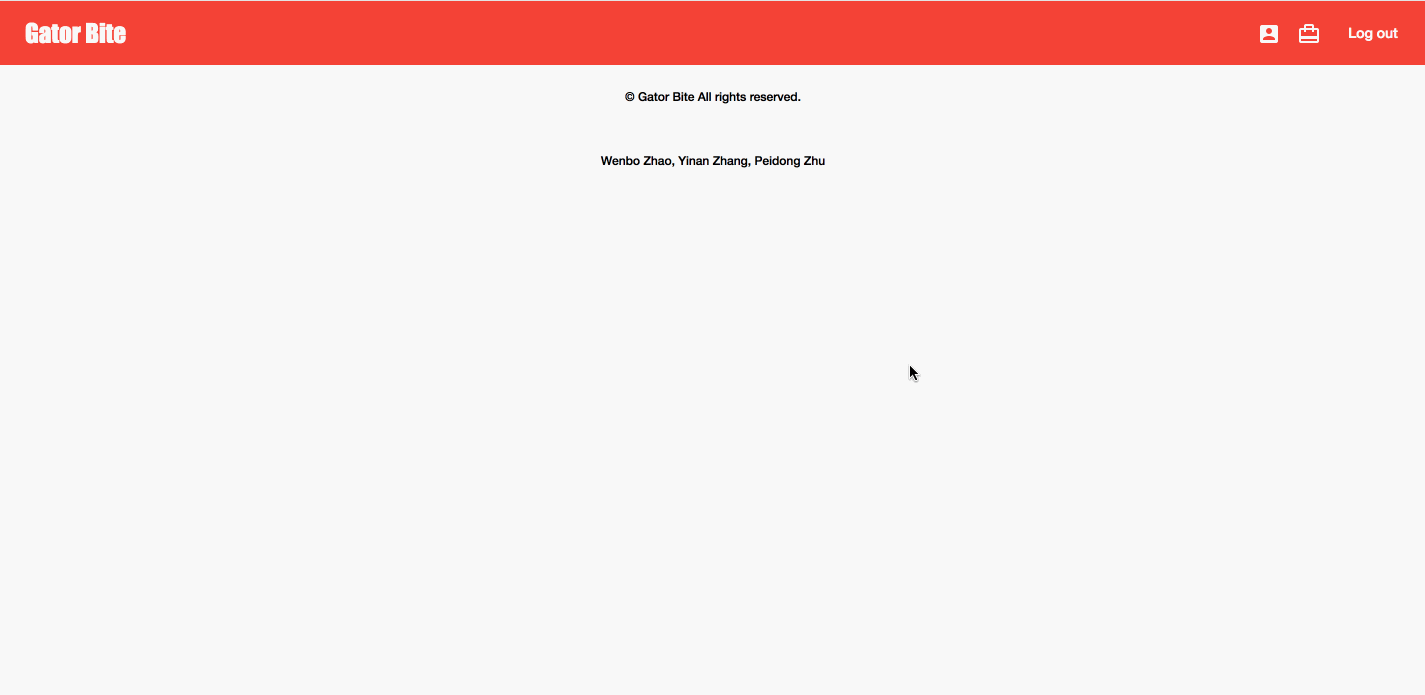 Gator Bite
Log out
© Gator Bite All rights reserved.
Wenbo Zhao, Yinan Zhang, Peidong Zhu